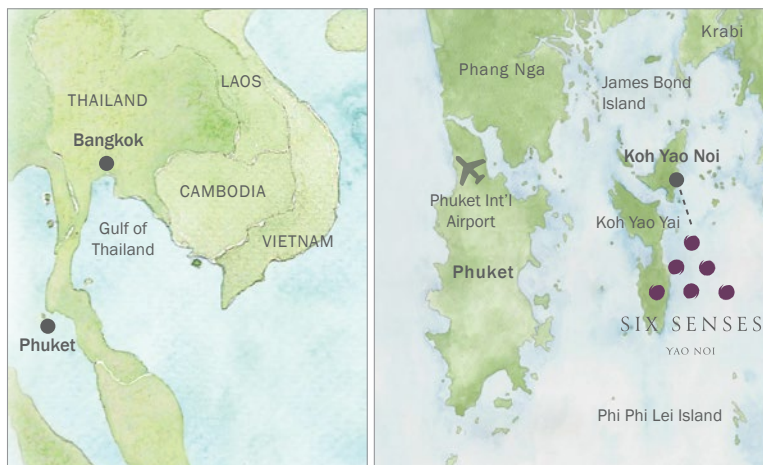 LAOS
THAILAND
Bangkok
CAMBODIA
Gulf of
Thailand
VIETNAM
Phuket
Krabi
Phang Nga
James Bond
Island
Koh Yao Noi
Phuket Int'l
Airport
Koh Yao Yai
Phuket
SIX SENSES
YAO NOI
Phi Phi Lei Island